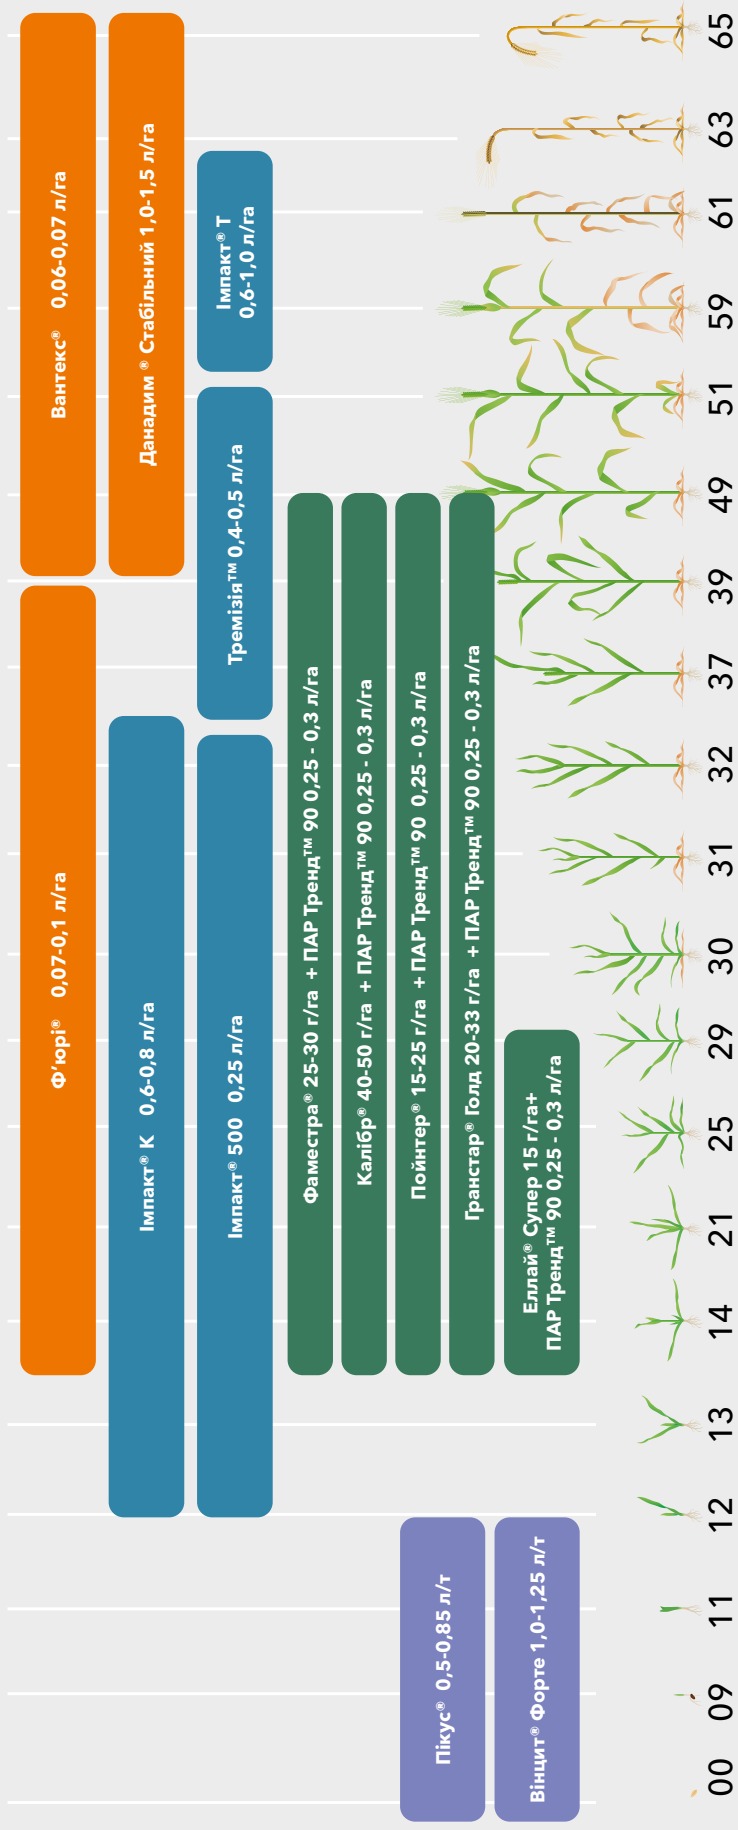 Вантекс® 0,06-0,07 л/га
Данадим ® Стабільний 1,0-1,5 л/га
Імпакт® Т
0,6-1,0 л/га
Тремізія™ 0,4-0,5 л/га
Ф’юрі® 0,07-0,1 л/га
Імпакт® К 0,6-0,8 л/га
Імпакт® 500 0,25 л/га
Фаместра® 25-30 г/га + ПАР Тренд™ 90 0,25 - 0,3 л/га
Калібр® 40-50 г/га + ПАР Тренд™ 90 0,25 - 0,3 л/га
Пойнтер® 15-25 г/га + ПАР Тренд™ 90 0,25 - 0,3 л/га
Гранстар® Голд 20-33 г/га + ПАР Тренд™ 90 0,25 - 0,3 л/га
Еллай® Супер 15 г/га+
ПАР Тренд™ 90 0,25 - 0,3 л/га
Пікус® 0,5-0,85 л/т
Вінцит® Форте 1,0-1,25 л/т
00 09 11 12 13 14 21 25 29 30 31 32 37 39 49 51 59 61 63 65